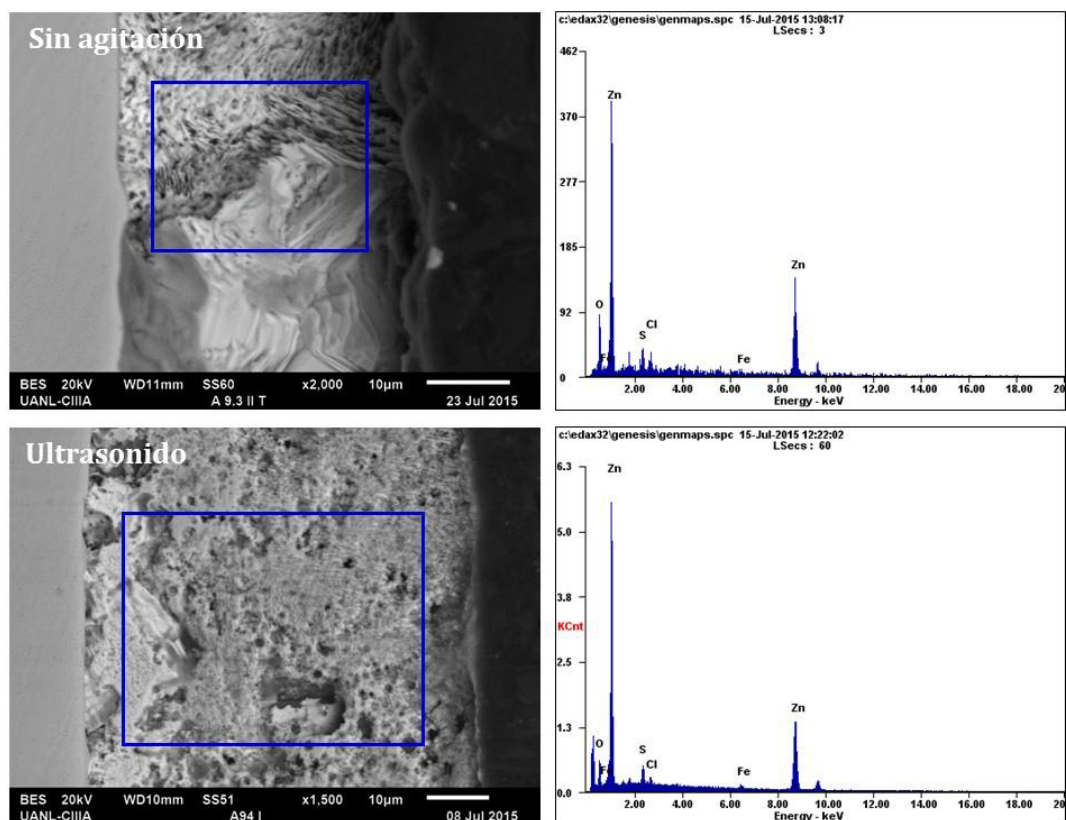 Sin agitación
BES 20kV WD11mm SS60 x2,000 10µm
UANL-CIIIA A 9.3 II T 23 Jul 2015
c:\edax32\genesis\genmaps.spc 15-Jul-2015 13:08:17
LSecs : 3
462
370
277
185
92
0
Zn
Zn
O
Cl
S
Fe
Fe
2.00 4.00 6.00 8.00 10.00 12.00 14.00 16.00 18.00 20
Energy - keV
Ultrasonido
BES 20kV WD10mm SS51 x1,500 10µm
UANL-CIIIA A94 I 08 Jul 2015
c:\edax32\genesis\genmaps.spc 15-Jul-2015 12:22:02
LSecs : 60
6.3
5.0
3.8
KCnt
2.5
1.3
0.0
Zn
Zn
O
S
Cl
Fe
Fe
2.00 4.00 6.00 8.00 10.00 12.00 14.00 16.00 18.00 20
Energy - keV